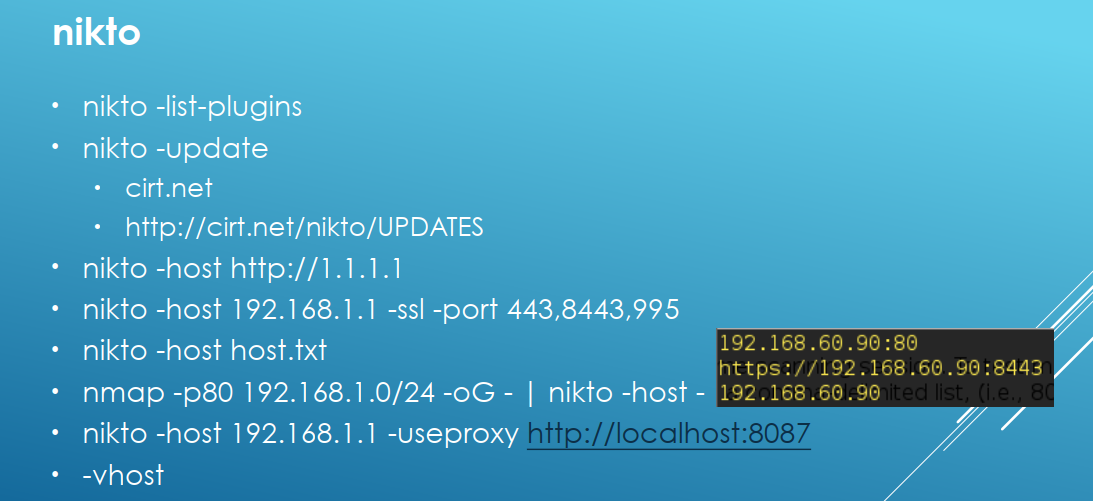 nikto
• nikto -list-plugins
• nikto -update
• cirt.net
• http://cirt.net/nikto/UPDATES
• nikto -host http://1.1.1.1
• nikto -host 192.168.1.1 -ssl -port 443,8443,995
• nikto -host host.txt
192.168.60.90:80
https://192.168.60.90:8443
192.168.60.90
• nmap -p80 192.168.1.0/24 -oG - | nikto -host -
• nikto -host 192.168.1.1 -useproxy http://localhost:8087
• -vhost